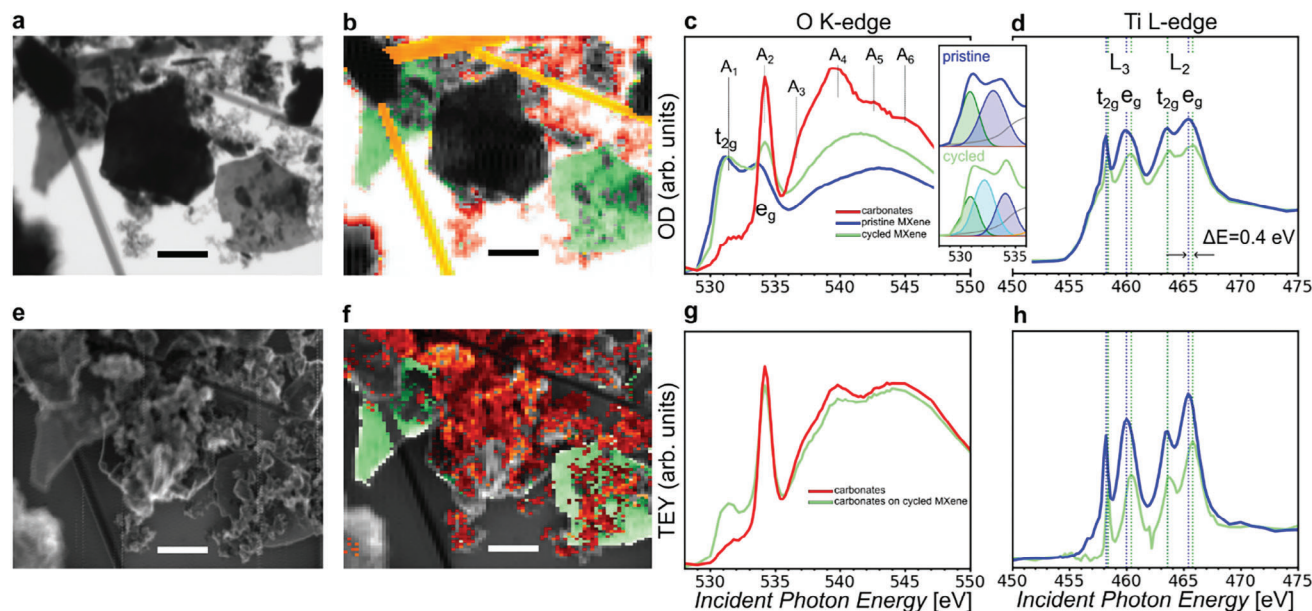 O K-edge
Ti L-edge
a
b
c
d
OD (arb. units)
A1
A2
A3
A4
A5
A6
t2g
eg
carbonates
pristine MXene
cycled MXene
pristine
cycled
531 535
530 535 540 545 550
L3 L2
t2g eg t2g eg
ΔE=0.4 eV
450 455 460 465 470 475
e
f
g
h
TEY (arb. units)
carbonates
carbonates on cycled MXene
530 535 540 545 550
450 455 460 465 470 475
Incident Photon Energy [eV]
Incident Photon Energy [eV]